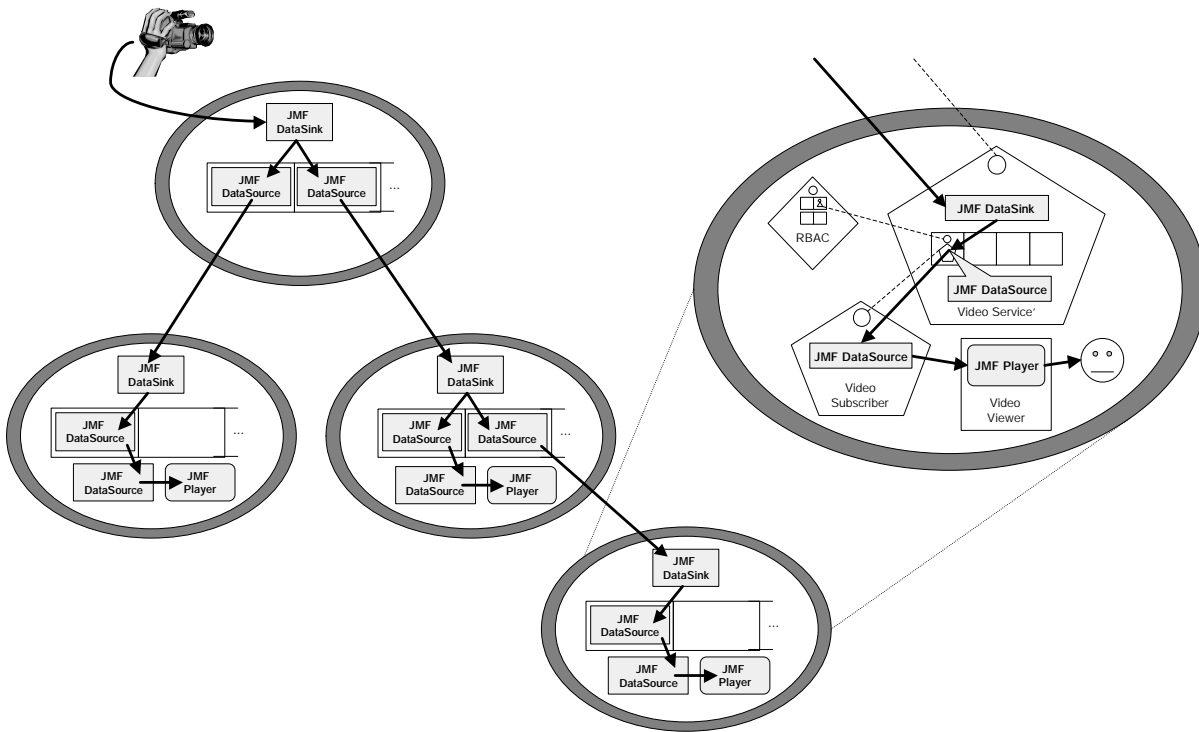 JMF
DataSink
JMF
DataSource
JMF
DataSource
...
JMF
DataSink
JMF
DataSource
...
JMF
DataSource
JMF
Player
JMF
DataSink
JMF
DataSource
JMF
DataSource
...
JMF
DataSource
JMF
Player
JMF
DataSink
JMF
DataSource
...
JMF
DataSource
JMF
Player
RBAC
JMF DataSink
JMF DataSource
Video Service'
JMF DataSource
Video
Subscriber
JMF Player
Video
Viewer